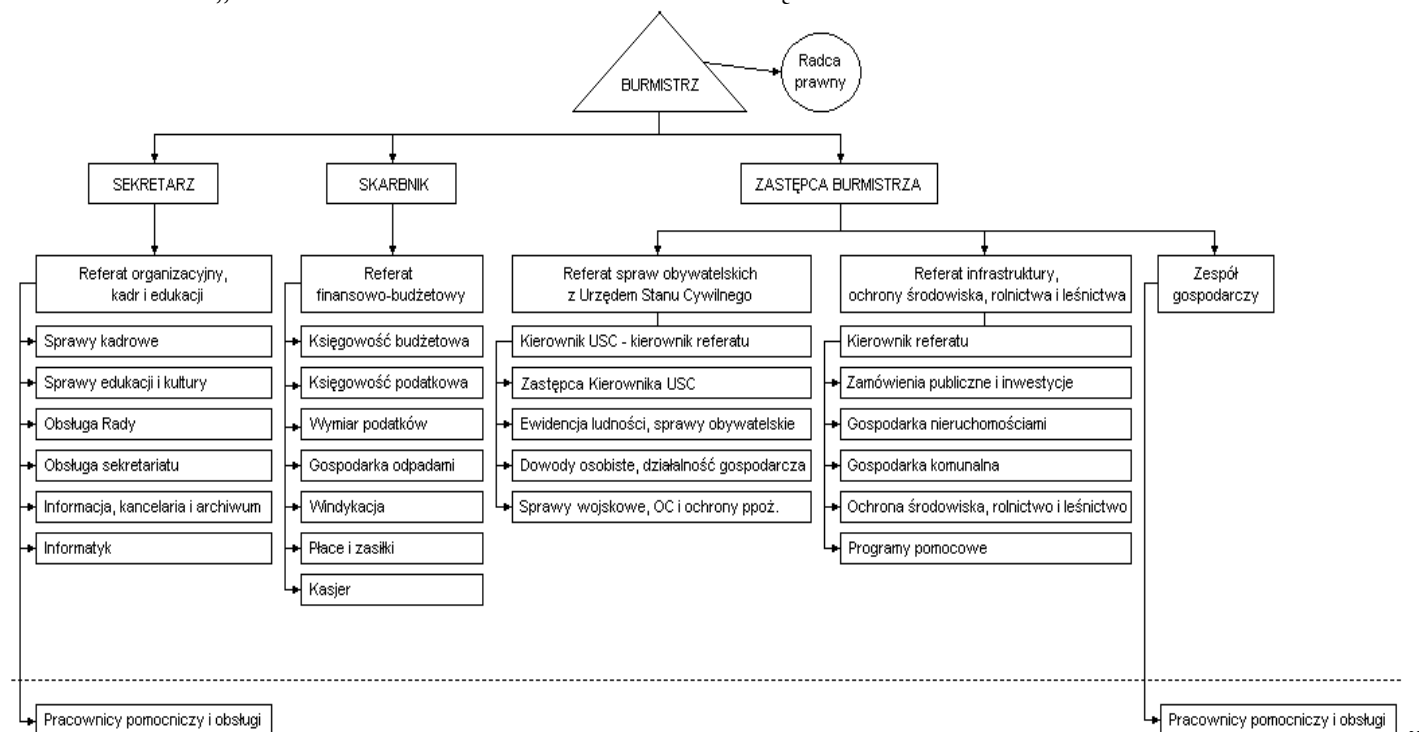 „
Radca
prawny
BURMISTRZ
SEKRETARZ
SKARBNIK
ZASTĘPCA BURMISTRZA
Referat organizacyjny,
kadr i edukacji
Sprawy kadrowe
Sprawy edukacji i kultury
Obsługa Rady
Obsługa sekretariatu
Informacja, kancelaria i archiwum
Informatyk
Referat
finansowo-budżetowy
Księgowość budżetowa
Księgowość podatkowa
Wymiar podatków
Gospodarka odpadami
Windykacja
Płace i zasiłki
Kasjer
Referat spraw obywatelskich
z Urzędem Stanu Cywilnego
Kierownik USC - kierownik referatu
Zastępca Kierownika USC
Ewidencja ludności, sprawy obywatelskie
Dowody osobiste, działalność gospodarcza
Sprawy wojskowe, OC i ochrony ppoż.
Referat infrastruktury,
ochrony środowiska, rolnictwa i leśnictwa
Kierownik referatu
Zamówienia publiczne i inwestycje
Gospodarka nieruchomościami
Gospodarka komunalna
Ochrona środowiska, rolnictwo i leśnictwo
Programy pomocowe
Zespół
gospodarczy
Pracownicy pomocniczy i obsługi
Pracownicy pomocniczy i obsługi